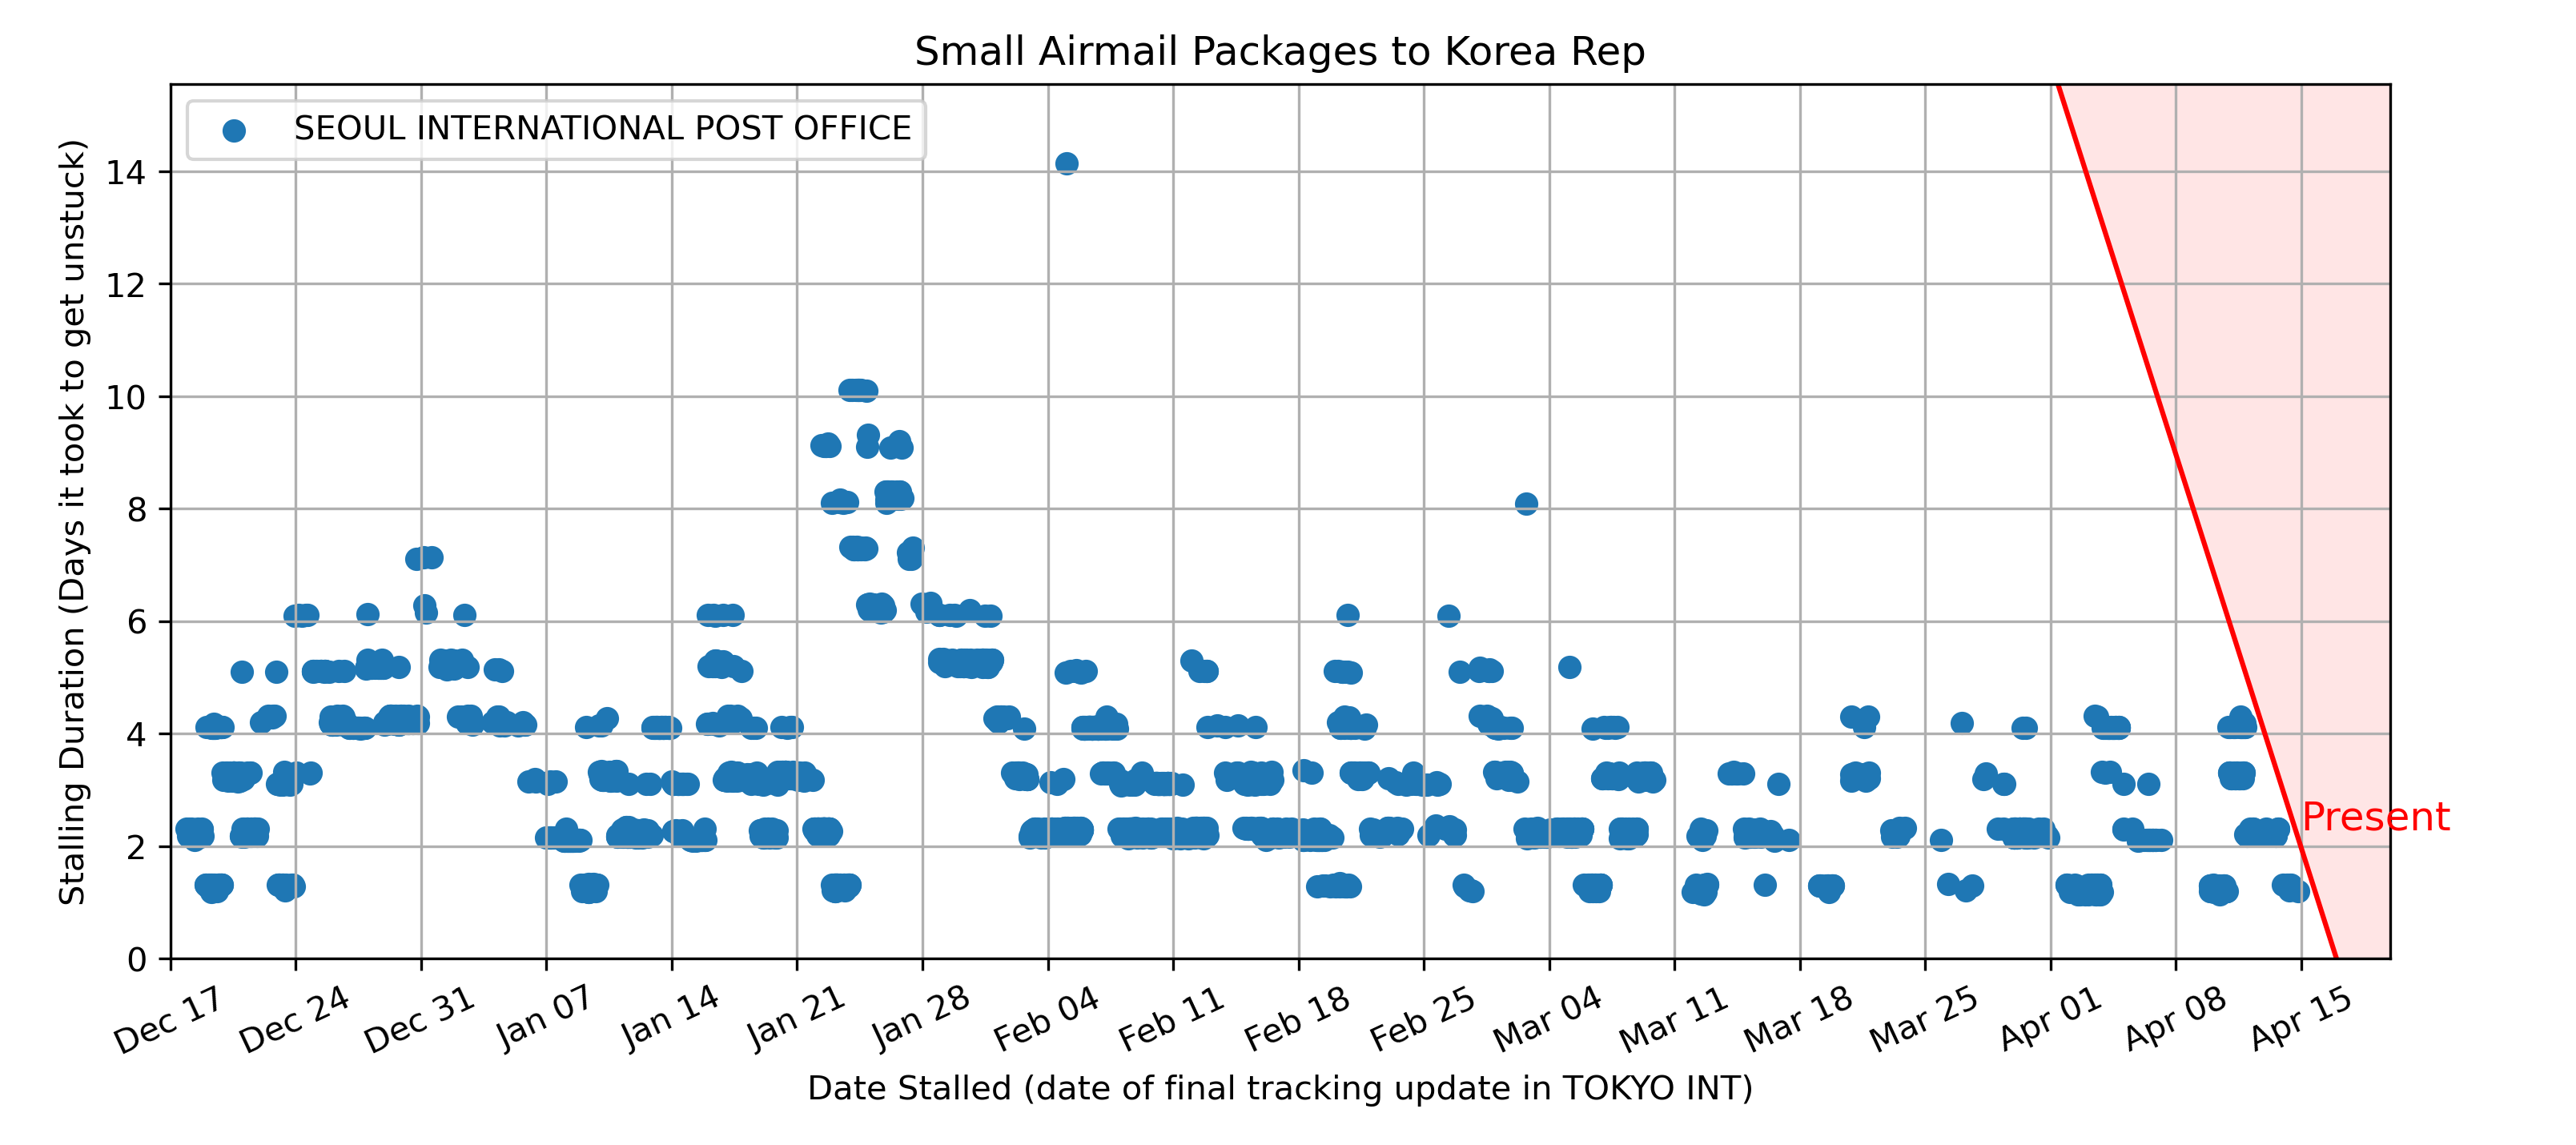 Small Airmail Packages to Korea Rep
SEOUL INTERNATIONAL POST OFFICE
Stalling Duration (Days it took to get unstuck)
14
12
10
8
6
4
2
0
Present
Dec 17
Dec 24
Dec 31
Jan 07
Jan 14
Jan 21
Jan 28
Feb 04
Feb 11
Feb 18
Feb 25
Mar 04
Mar 11
Mar 18
Mar 25
Apr 01
Apr 08
Apr 15
Date Stalled (date of final tracking update in TOKYO INT)